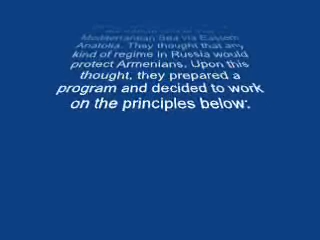 Mediterranean Sea via Eastern
Anatolia. They thought that any
kind of regime in Russia would
protect Armenians. Upon this
thought, they prepared a
program and decided to work
on the principles below: